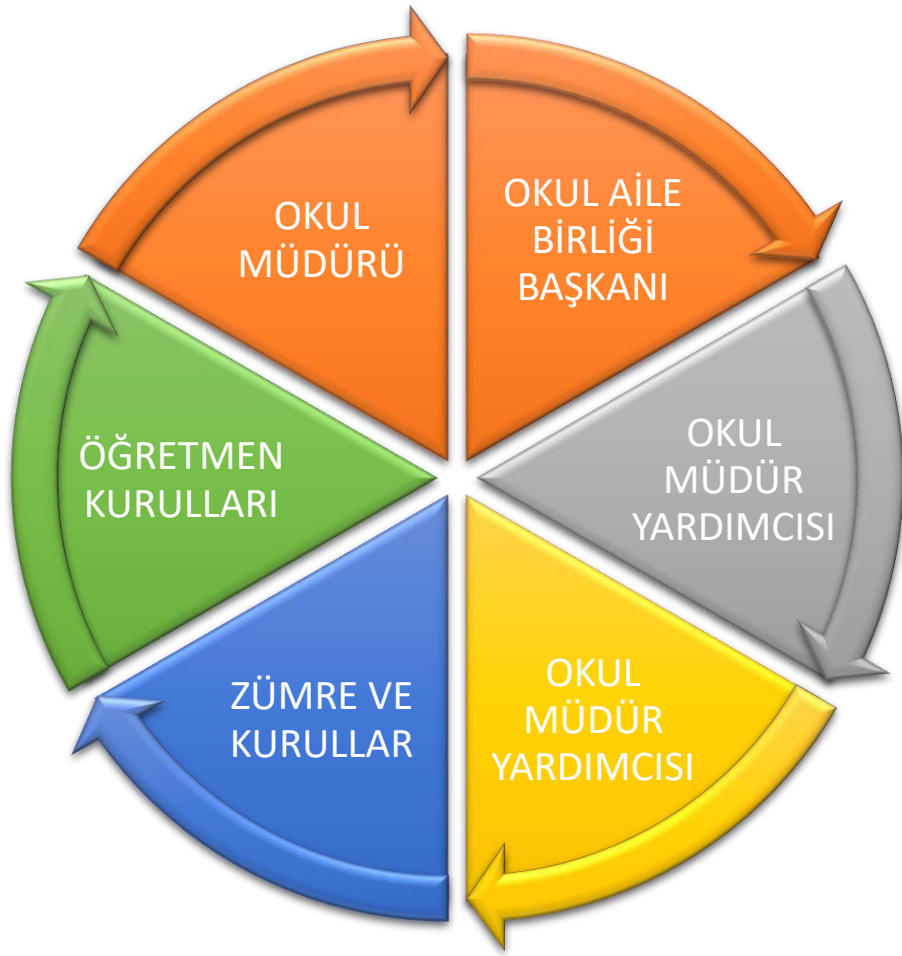 OKUL
MÜDÜRÜ
OKUL AİLE
BİRLİĞİ
BAŞKANI
OKUL
MÜDÜR
YARDIMCISI
OKUL
MÜDÜR
YARDIMCISI
ZÜMRE VE
KURULLAR
ÖĞRETMEN
KURULLARI